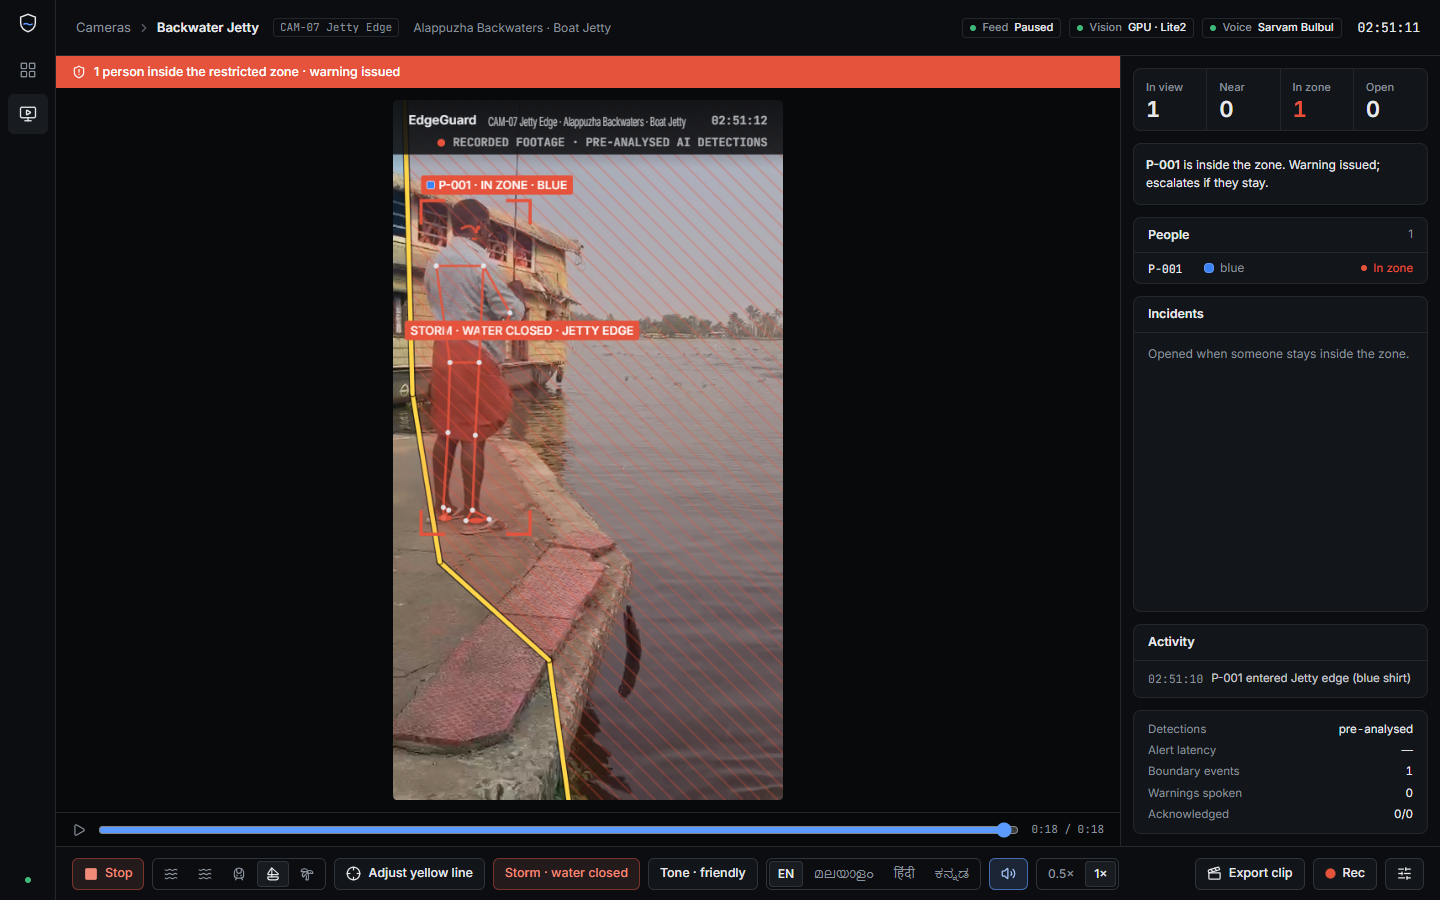 Cameras > Backwater Jetty CAM-07 Jetty Edge Alappuzha Backwaters · Boat Jetty
Feed Paused Vision GPU · Lite2 Voice Sarvam Bulbul 02:51:11
1 person inside the restricted zone · warning issued
EdgeGuard CAM-07 Jetty Edge · Alappuzha Backwaters · Boat Jetty 02:51:12
RECORDED FOOTAGE · PRE-ANALYSED AI DETECTIONS
P-001 · IN ZONE · BLUE
STORM · WATER CLOSED · JETTY EDGE
0:18 / 0:18
In view Near In zone Open
1 0 1 0
P-001 is inside the zone. Warning issued;
escalates if they stay.
People 1
P-001 blue In zone
Incidents
Opened when someone stays inside the zone.
Activity
02:51:10 P-001 entered Jetty edge (blue shirt)
Detections pre-analysed
Alert latency —
Boundary events 1
Warnings spoken 0
Acknowledged 0/0
Stop Adjust yellow line Storm · water closed Tone · friendly EN മലയാളം हिंदी ಕನ್ನಡ 0.5× 1× Export clip Rec